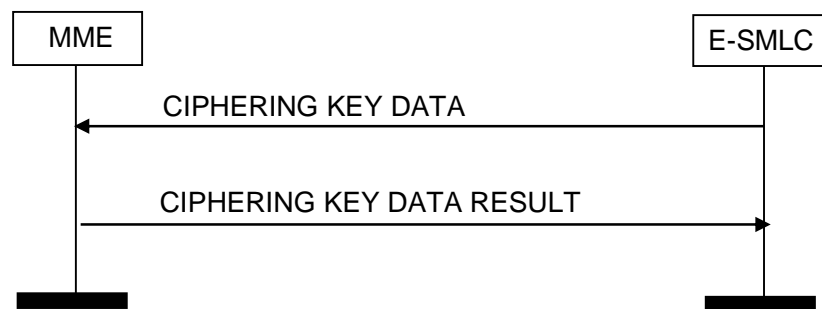 MME
E-SMLC
CIPHERING KEY DATA
CIPHERING KEY DATA RESULT